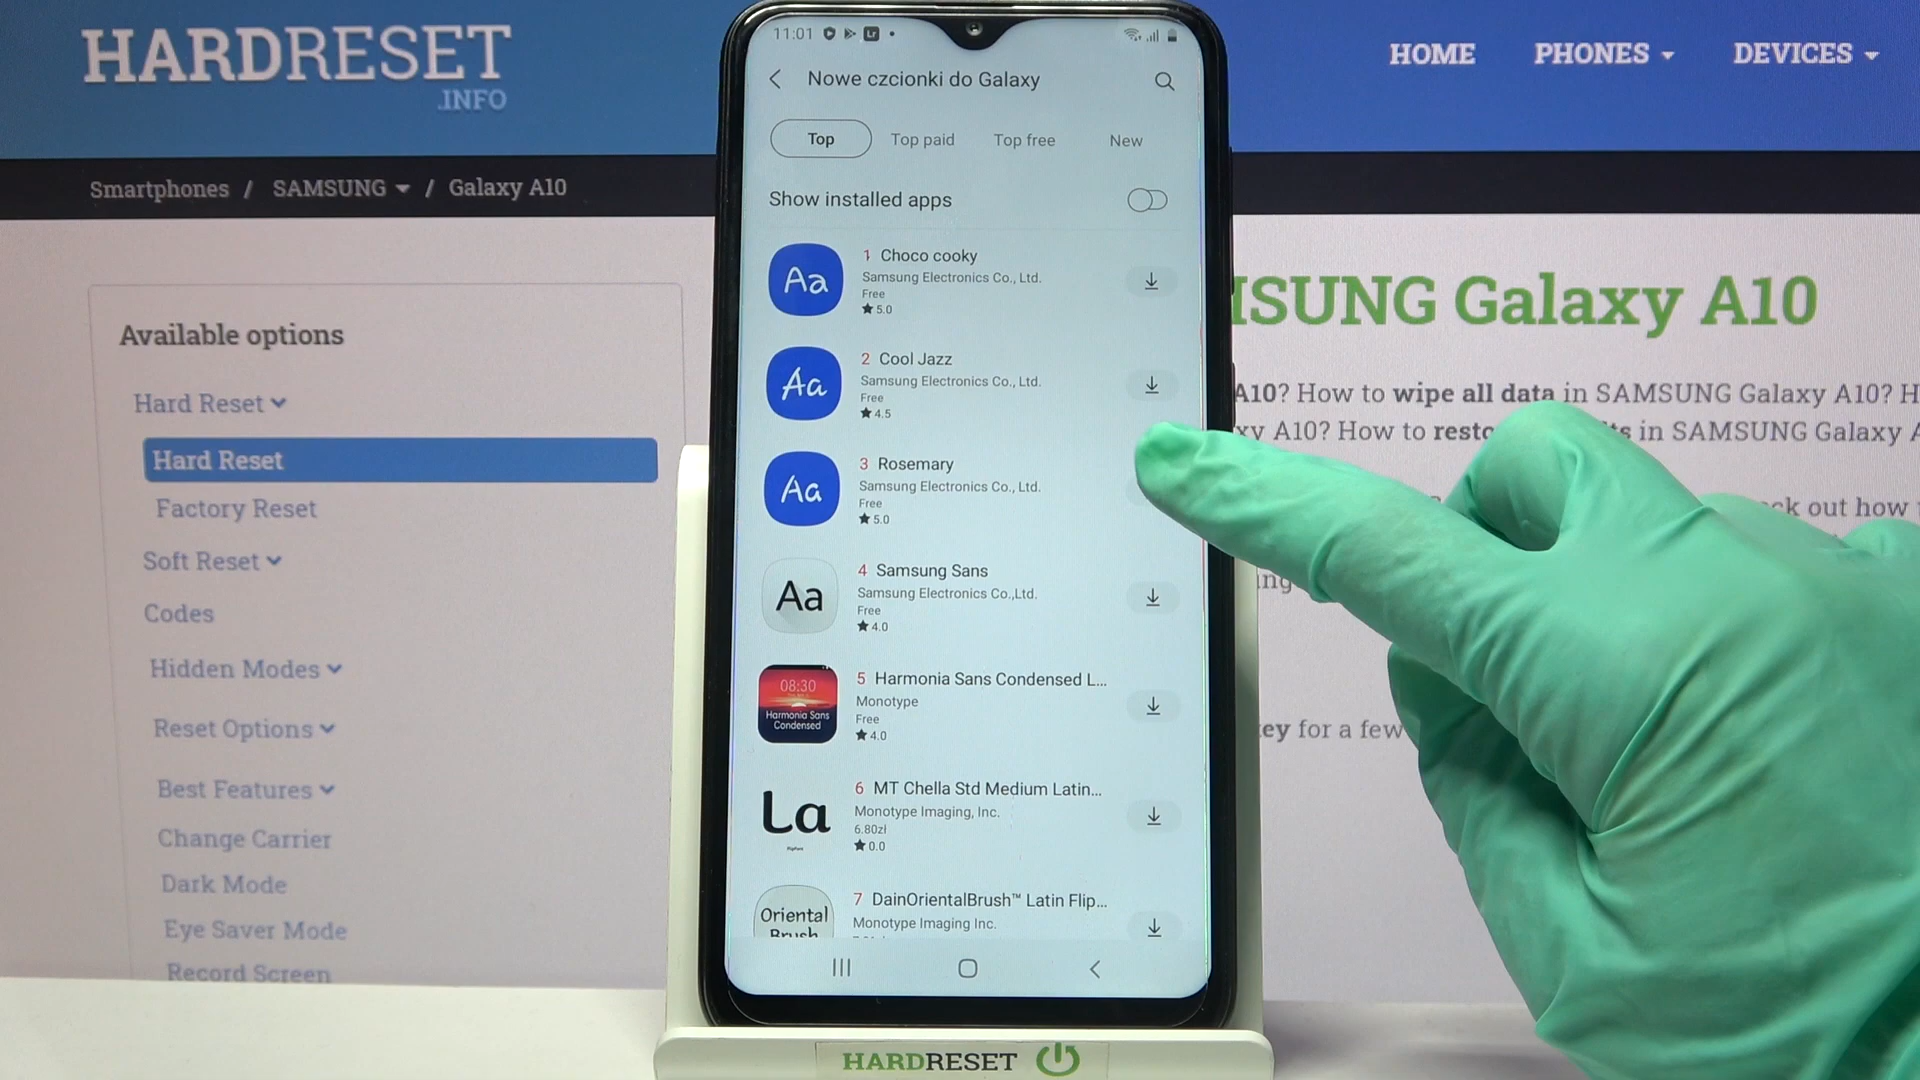 HARDRESET
.INFO
HOME
PHONES
DEVICES
Smartphones / SAMSUNG / Galaxy A10
Available options
Hard Reset
Hard Reset
Factory Reset
Soft Reset
Codes
Hidden Modes
Reset Options
Best Features
Change Carrier
Dark Mode
Eye Saver Mode
Record Screen
11:01
Nowe czcionki do Galaxy
Top
Top paid
Top free
New
Show installed apps
Aa
1 Choco cooky
Samsung Electronics Co., Ltd.
Free
★ 5.0
Aa
2 Cool Jazz
Samsung Electronics Co., Ltd.
Free
★ 4.5
Aa
3 Rosemary
Samsung Electronics Co., Ltd.
Free
★ 5.0
Aa
4 Samsung Sans
Samsung Electronics Co.,Ltd.
Free
★ 4.0
08:30
Harmonia Sans
Condensed
5 Harmonia Sans Condensed L...
Monotype
Free
★ 4.0
La
6 MT Chella Std Medium Latin...
Monotype Imaging, Inc.
6.80zł
★ 0.0
Oriental
Brush
7 DainOrientalBrush™ Latin Flip...
Monotype Imaging Inc.
SUNG Galaxy A10
A10? How to wipe all data in SAMSUNG Galaxy A10? H
xy A10? How to in SAMSUNG Galaxy A
ck out how
ey for a few
HARDRESET